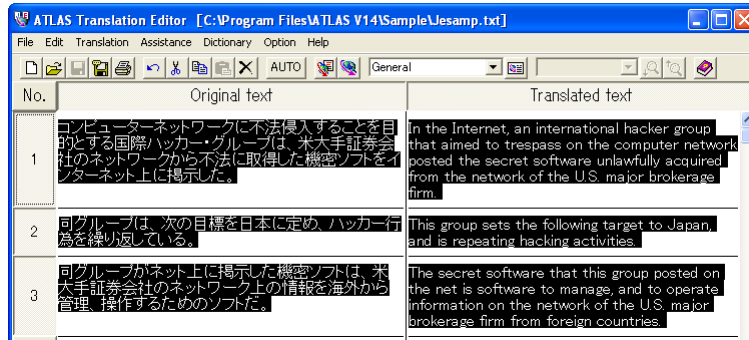 ATLAS Translation Editor [C:\Program Files\ATLAS V14\Sample\Jesamp.txt]
File Edit Translation Assistance Dictionary Option Help
AUTO General
No. Original text Translated text
1
コンピューターネットワークに不法侵入することを目
的とする国際ハッカー・グループは、米大手証券会
社のネットワークから不法に取得した機密ソフトをイ
ンターネット上に掲示した。
In the Internet, an international hacker group
that aimed to trespass on the computer network
posted the secret software unlawfully acquired
from the network of the U.S. major brokerage
firm.
2
同グループは、次の目標を日本に定め、ハッカー行
為を繰り返している。
This group sets the following target to Japan,
and is repeating hacking activities.
3
同グループがネット上に掲示した機密ソフトは、米
大手証券会社のネットワーク上の情報を海外から
管理、操作するためのソフトだ。
The secret software that this group posted on
the net is software to manage, and to operate
information on the network of the U.S. major
brokerage firm from foreign countries.